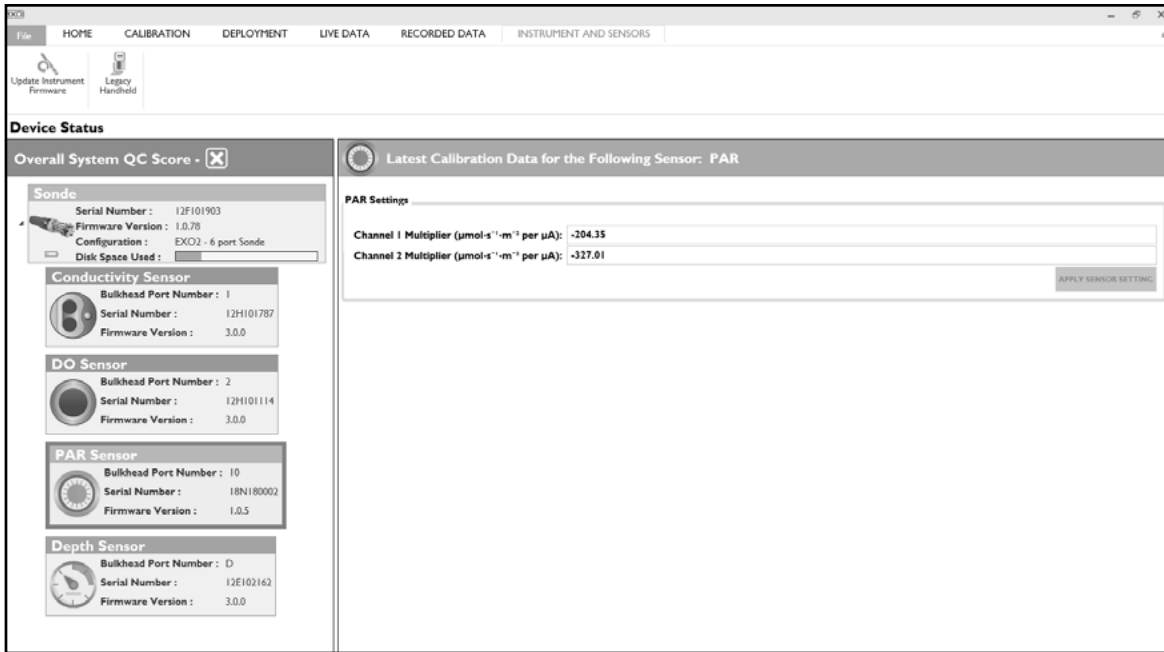 File HOME CALIBRATION DEPLOYMENT LIVE DATA RECORDED DATA INSTRUMENT AND SENSORS
Update Instrument Firmware
Legacy Handheld
Device Status
Overall System QC Score -
Sonde
Serial Number : 12F101903
Firmware Version : 1.0.78
Configuration : EXO2 - 6 port Sonde
Disk Space Used :
Conductivity Sensor
Bulkhead Port Number : 1
Serial Number : 12H101787
Firmware Version : 3.0.0
DO Sensor
Bulkhead Port Number : 2
Serial Number : 12H101114
Firmware Version : 3.0.0
PAR Sensor
Bulkhead Port Number : 10
Serial Number : 18N180002
Firmware Version : 1.0.5
Depth Sensor
Bulkhead Port Number : D
Serial Number : 12E102162
Firmware Version : 3.0.0
Latest Calibration Data for the Following Sensor: PAR
PAR Settings
Channel 1 Multiplier (µmol·s⁻¹·m⁻² per µA): -204.35
Channel 2 Multiplier (µmol·s⁻¹·m⁻² per µA): -327.01
APPLY SENSOR SETTING